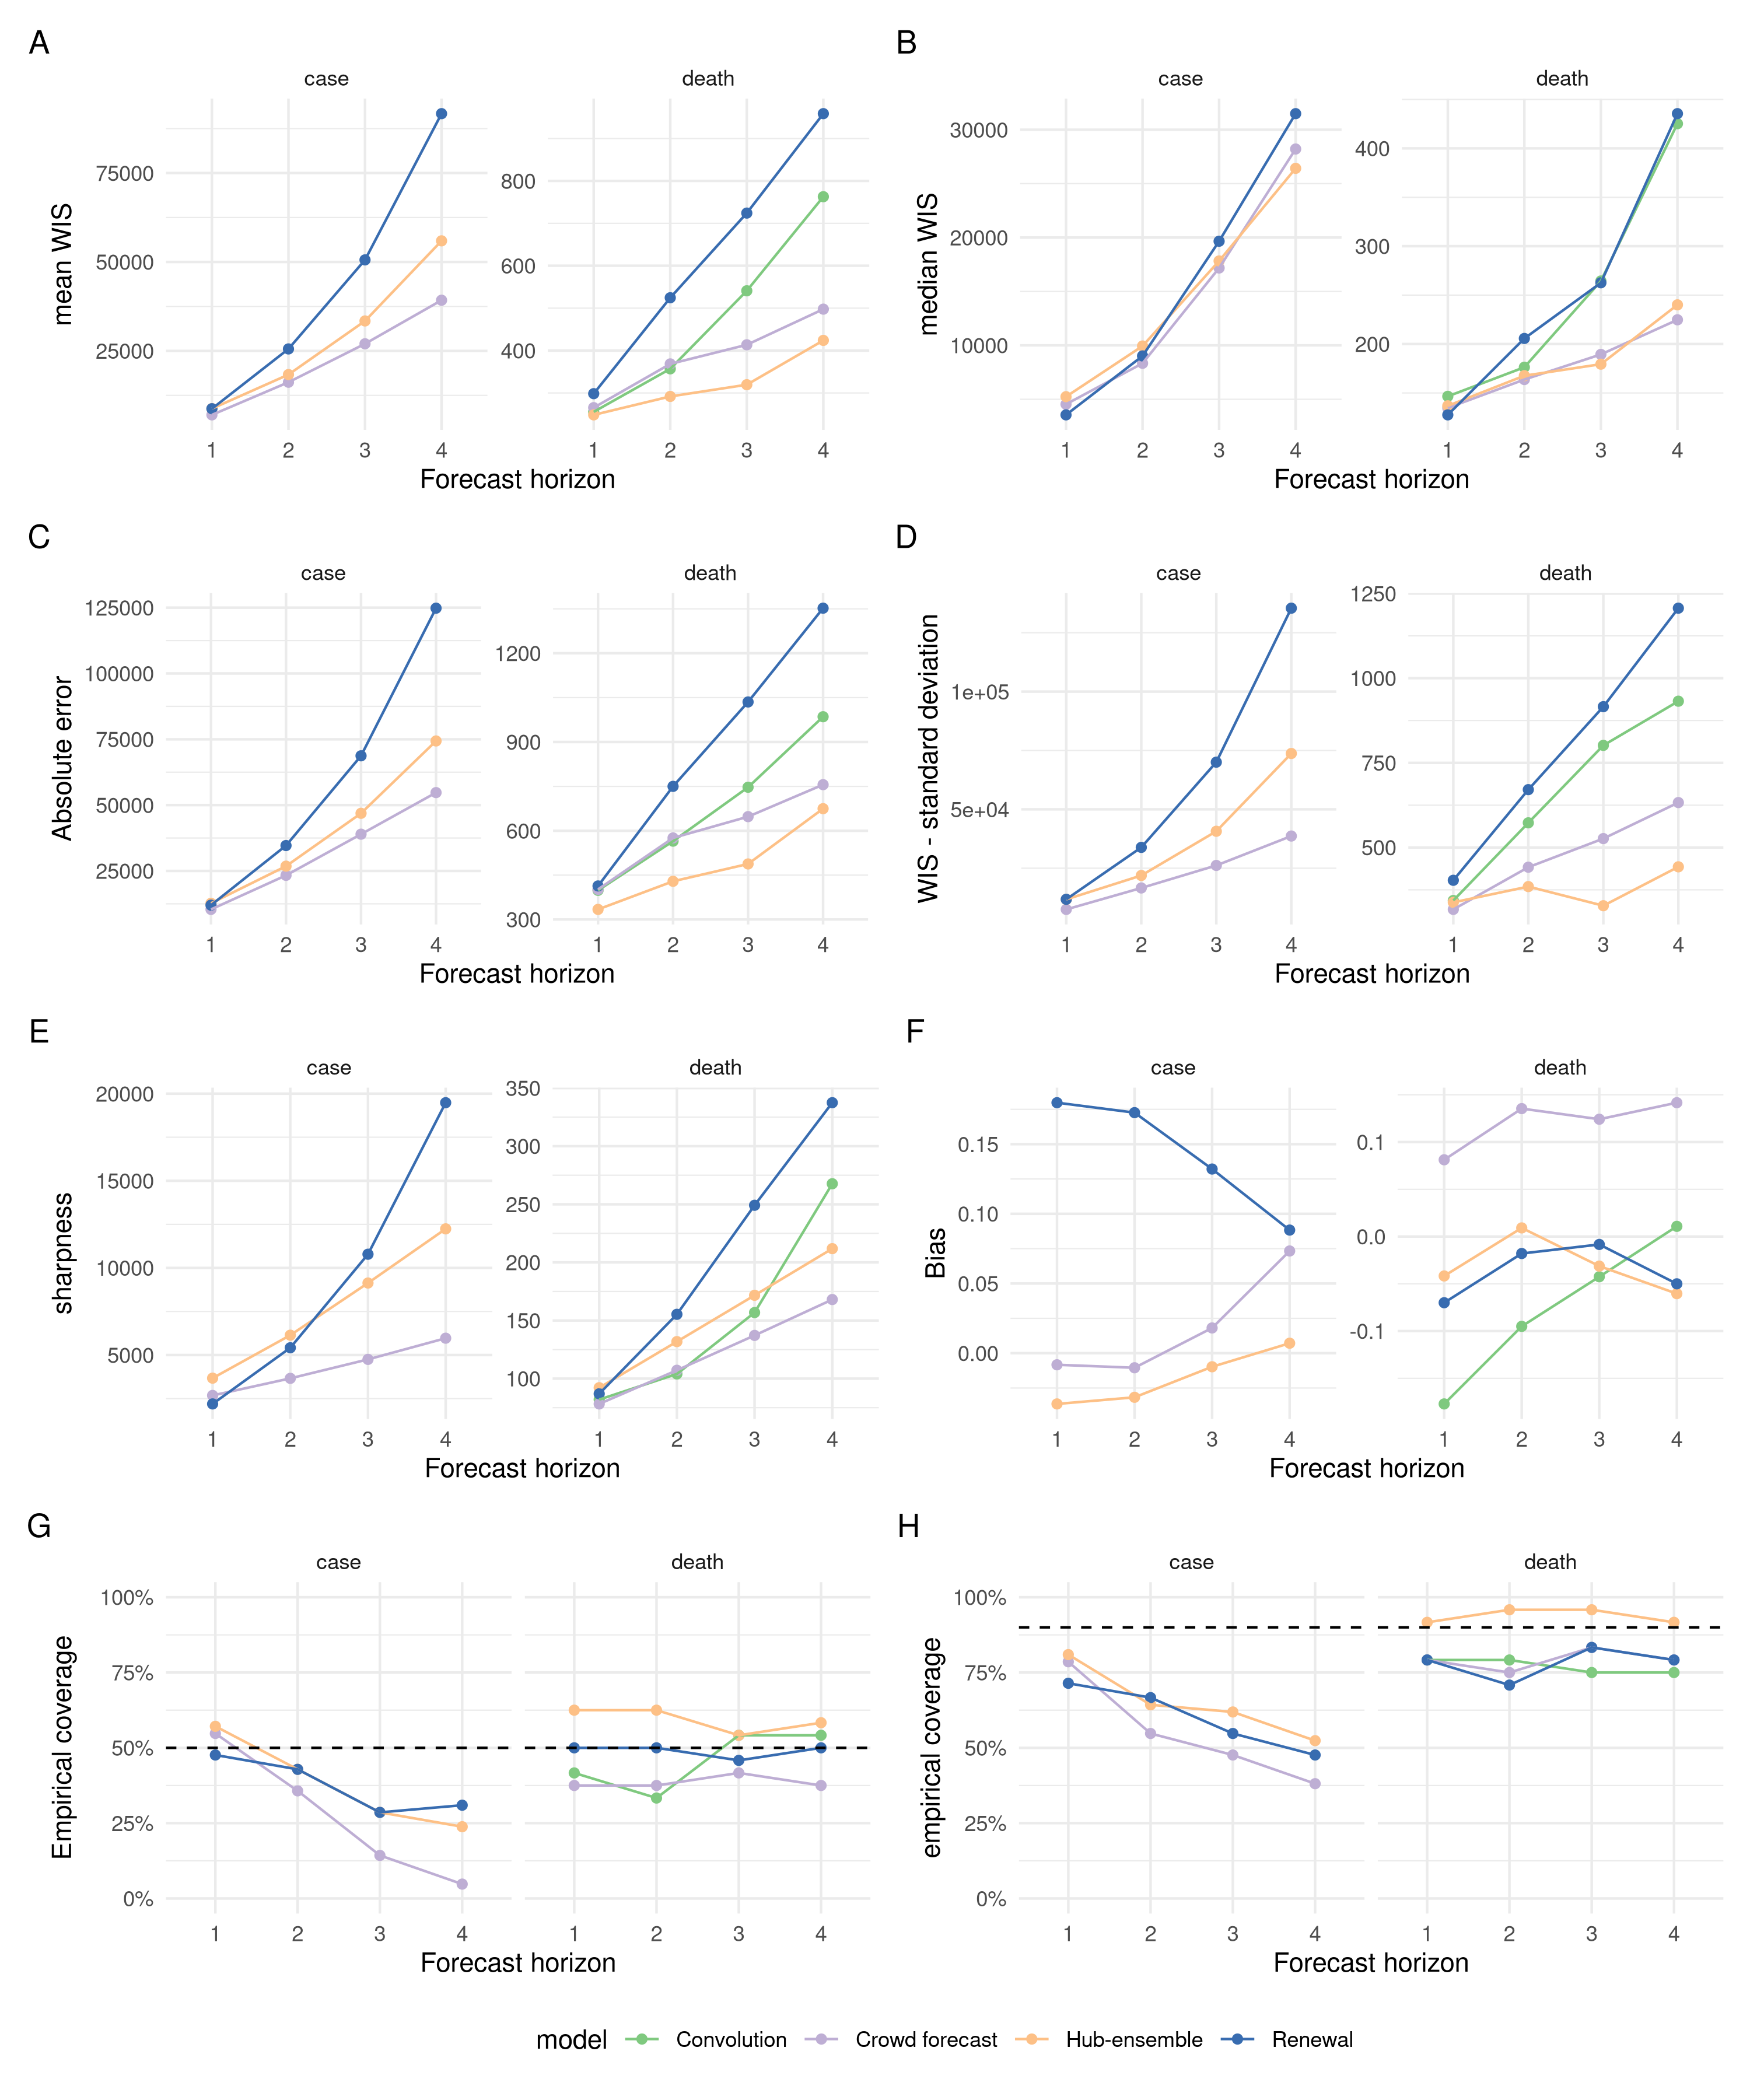 A
B
case
death
case
death
mean WIS
75000
50000
25000
800
600
400
median WIS
30000
20000
10000
400
300
200
1 2 3 4
1 2 3 4
1 2 3 4
1 2 3 4
Forecast horizon
Forecast horizon
C
D
case
death
case
death
Absolute error
125000
100000
75000
50000
25000
1200
900
600
300
WIS - standard deviation
1e+05
5e+04
1250
1000
750
500
1 2 3 4
1 2 3 4
1 2 3 4
1 2 3 4
Forecast horizon
Forecast horizon
E
F
case
death
case
death
sharpness
20000
15000
10000
5000
350
300
250
200
150
100
Bias
0.15
0.10
0.05
0.00
0.1
0.0
-0.1
1 2 3 4
1 2 3 4
1 2 3 4
1 2 3 4
Forecast horizon
Forecast horizon
G
H
case
death
case
death
Empirical coverage
100%
75%
50%
25%
0%
empirical coverage
100%
75%
50%
25%
0%
1 2 3 4
1 2 3 4
1 2 3 4
1 2 3 4
Forecast horizon
Forecast horizon
model Convolution Crowd forecast Hub-ensemble Renewal